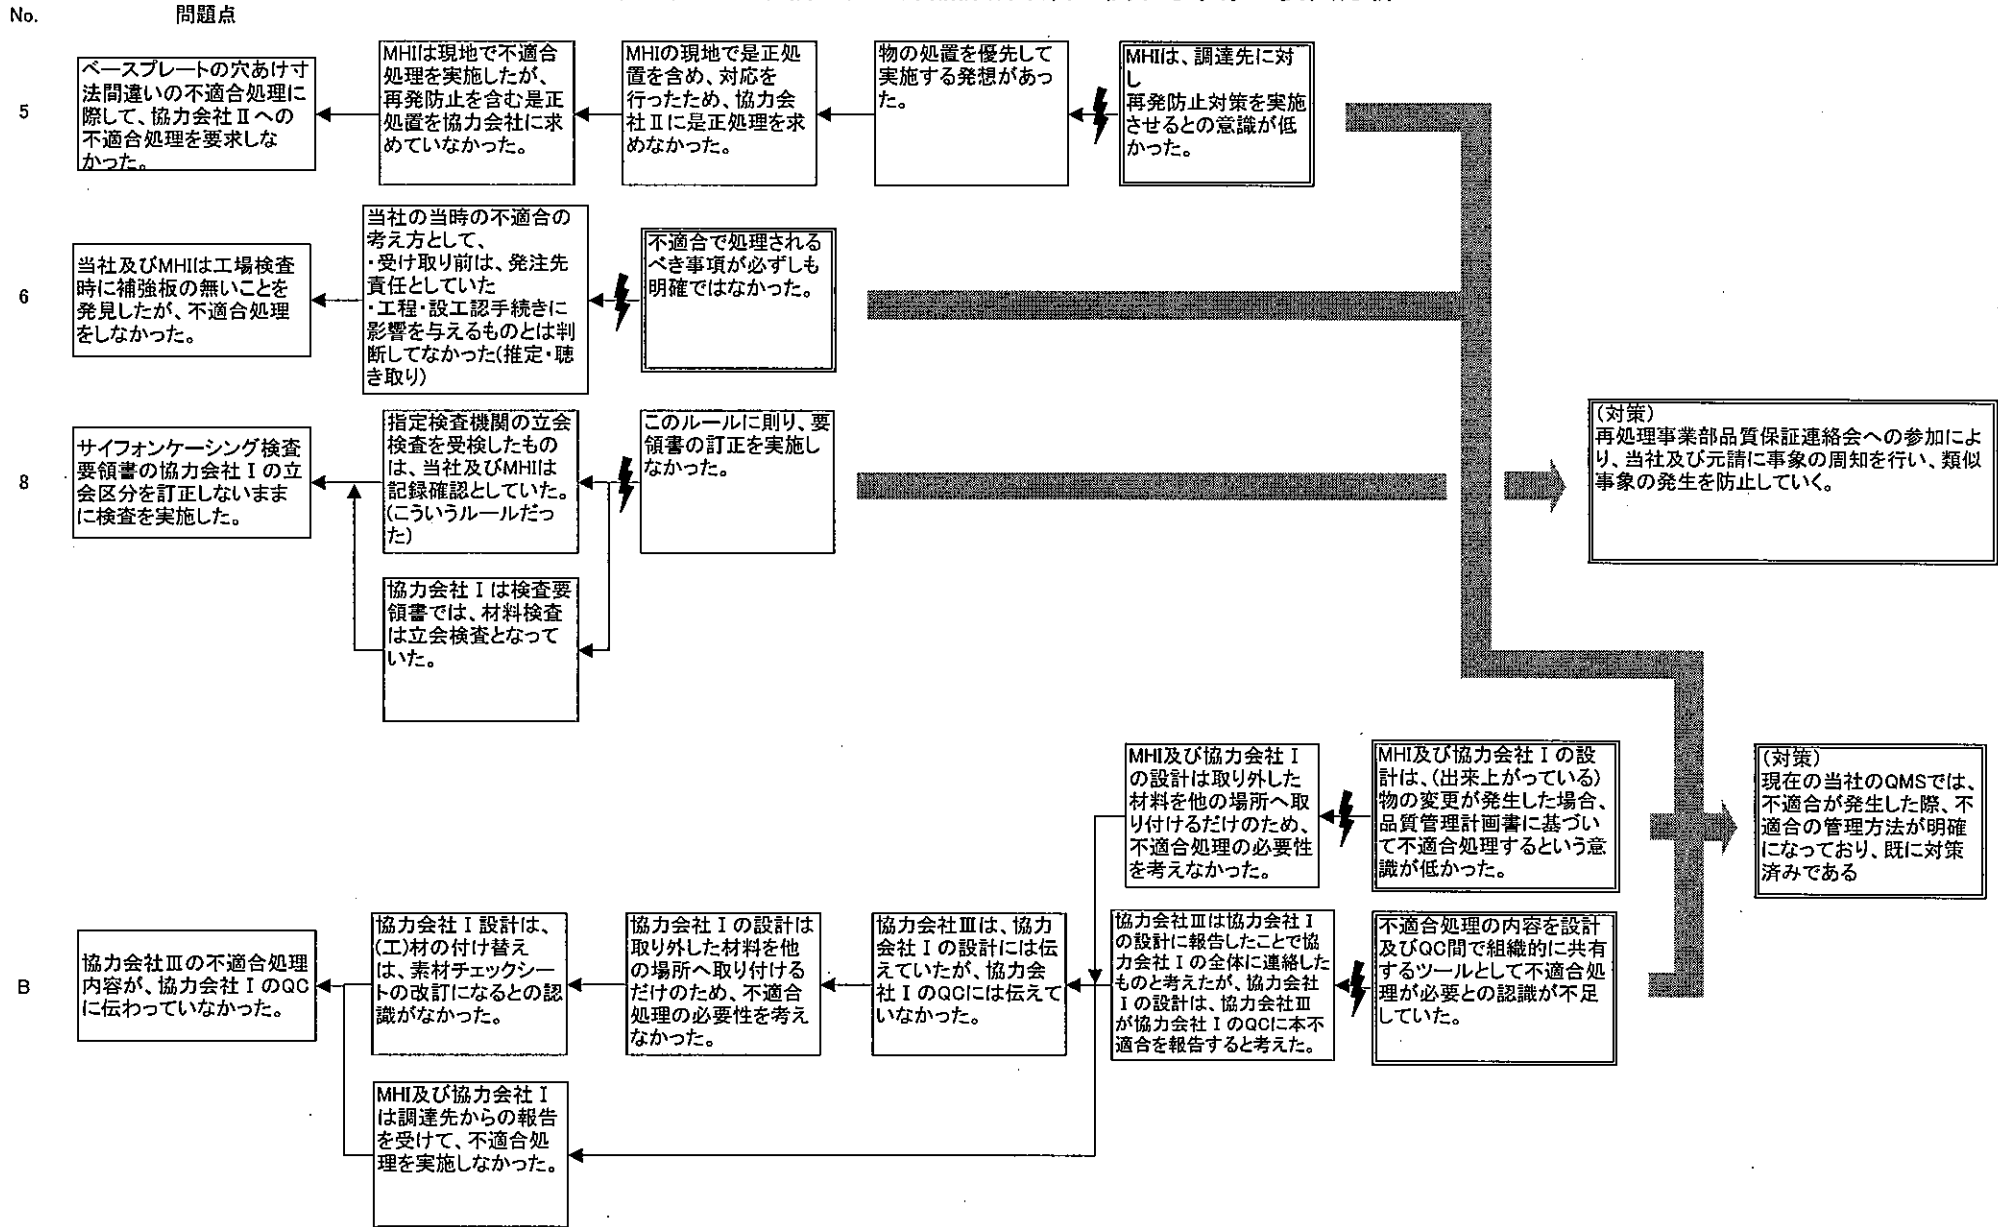 No.
問題点
5
ベースプレートの穴あけ寸
法間違いの不適合処理に
際して、協力会社Ⅱへの
不適合処理を要求しな
かった。
MHIは現地で不適合
処理を実施したが、
再発防止を含む是正
処置を協力会社に求
めていなかった。
MHIの現地で是正処
置を含め、対応を
行ったため、協力会
社Ⅱに是正処理を求
めなかった。
物の処置を優先して
実施する発想があっ
た。
MHIは、調達先に対
し
再発防止対策を実施
させるとの意識が低
かった。
6
当社及びMHIは工場検査
時に補強板の無いことを
発見したが、不適合処理
をしなかった。
当社の当時の不適合の
考え方として、
・受け取り前は、発注先
責任としていた
・工程・設工認手続きに
影響を与えるものとは判
断してなかった(推定・聴
き取り)
不適合で処理される
べき事項が必ずしも
明確ではなかった。
8
サイフォンケーシング検査
要領書の協力会社Ⅰの立
会区分を訂正しないまま
に検査を実施した。
指定検査機関の立会
検査を受検したもの
は、当社及びMHIは
記録確認としていた。
(こういうルールだっ
た)
このルールに則り、要
領書の訂正を実施し
なかった。
協力会社Ⅰは検査要
領書では、材料検査
は立会検査となって
いた。
(対策)
再処理事業部品質保証連絡会への参加によ
り、当社及び元請に事象の周知を行い、類似
事象の発生を防止していく。
MHI及び協力会社Ⅰ
の設計は取り外した
材料を他の場所へ取
り付けるだけのため、
不適合処理の必要性
を考えなかった。
MHI及び協力会社Ⅰの設
計は、(出来上がっている)
物の変更が発生した場合、
品質管理計画書に基づい
て不適合処理するという意
識が低かった。
(対策)
現在の当社のQMSでは、
不適合が発生した際、不
適合の管理方法が明確
になっており、既に対策
済みである
B
協力会社Ⅲの不適合処理
内容が、協力会社ⅠのQC
に伝わっていなかった。
協力会社Ⅰ設計は、
(エ)材の付け替え
は、素材チェックシー
トの改訂になるとの認
識がなかった。
協力会社Ⅰの設計は
取り外した材料を他
の場所へ取り付ける
だけのため、不適合
処理の必要性を考え
なかった。
協力会社Ⅲは、協力
会社Ⅰの設計には伝
えていたが、協力会
社ⅠのQCには伝えて
いなかった。
協力会社Ⅲは協力会社Ⅰ
の設計に報告したことで協
力会社Ⅰの全体に連絡した
ものと考えたが、協力会社
Ⅰの設計は、協力会社Ⅲ
が協力会社ⅠのQCに本不
適合を報告すると考えた。
不適合処理の内容を設計
及びQC間で組織的に共有
するツールとして不適合処
理が必要との認識が不足
していた。
MHI及び協力会社Ⅰ
は調達先からの報告
を受けて、不適合処
理を実施しなかった。